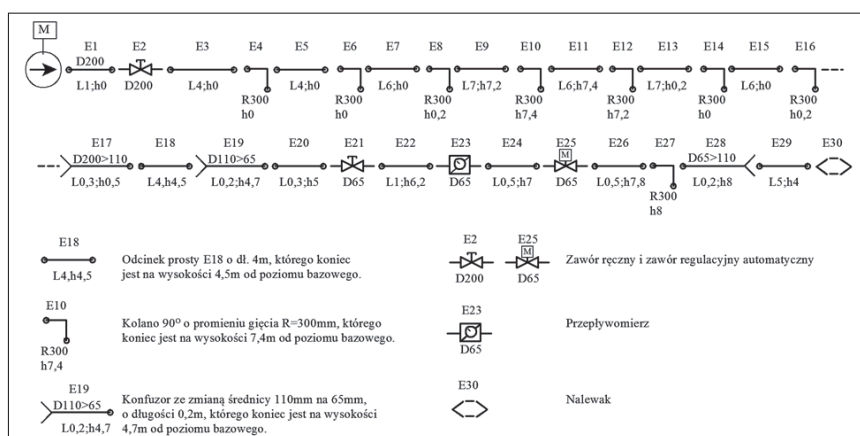 M
E1 E2 E3 E4 E5 E6 E7 E8 E9 E10 E11 E12 E13 E14 E15 E16
D200
L1;h0 D200 L4;h0 L4;h0 L6;h0 L7;h7,2 L6;h7,4 L7;h0,2 L6;h0
R300 R300 R300 R300 R300 R300 R300
h0 h0 h0,2 h7,4 h7,2 h0 h0,2
E17 E18 E19 E20 E21 E22 E23 E24 E25 E26 E27 E28 E29 E30
D200>110 D110>65 M D65>110
L0,3;h0,5 L4,h4,5 L0,2;h4,7 L0,3;h5 D65 L1;h6,2 D65 L0,5;h7 D65 L0,5;h7,8 L0,2;h8 L5;h4
R300
h8
E18
L4,h4,5
Odcinek prosty E18 o dł. 4m, którego koniec
jest na wysokości 4,5m od poziomu bazowego.
E10
R300
h7,4
Kolano 90O o promieniu gięcia R=300mm, którego
koniec jest na wysokości 7,4m od poziomu bazowego.
E19
D110>65
L0,2;h4,7
Konfuzor ze zmianą średnicy 110mm na 65mm,
o długości 0,2m, którego koniec jest na wysokości
4,7m od poziomu bazowego.
E2 E25
M
D200 D65
Zawór ręczny i zawór regulacyjny automatyczny
E23
D65
Przepływomierz
E30
Nalewak